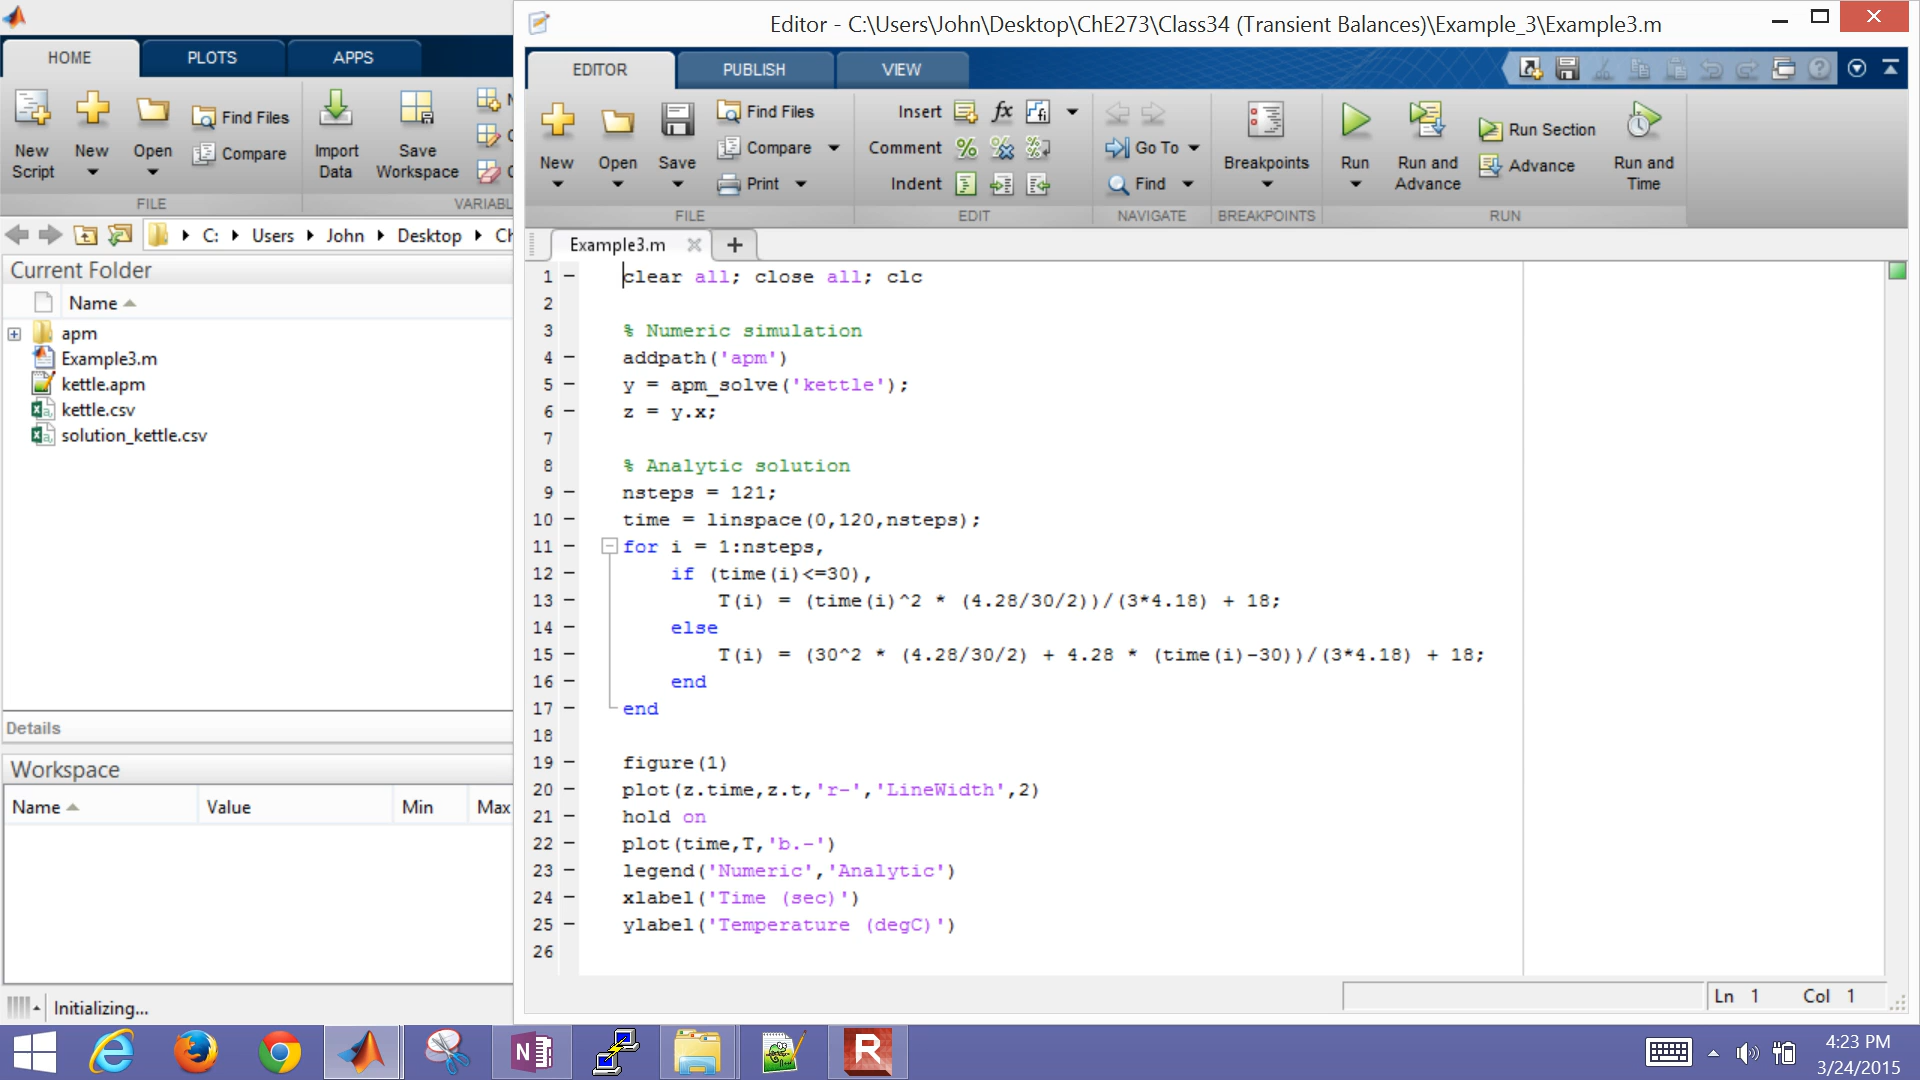 Editor - C:\Users\John\Desktop\ChE273\Class34 (Transient Balances)\Example_3\Example3.m
HOME PLOTS APPS
EDITOR PUBLISH VIEW
New Script
New
Open
Find Files
Compare
Import Data
Save Workspace
FILE
VARIABL
New
Open
Save
Find Files
Compare
Print
FILE
Insert fx
Comment
Indent
EDIT
Go To
Find
NAVIGATE
Breakpoints
BREAKPOINTS
Run
Run and Advance
Run Section
Advance
Run and Time
RUN
C: Users John Desktop Ch
Current Folder
Name
apm
Example3.m
kettle.apm
kettle.csv
solution_kettle.csv
Details
Workspace
Name Value Min Max
Initializing...
Example3.m
1 clear all; close all; clc
2
3 % Numeric simulation
4 addpath('apm')
5 y = apm_solve('kettle');
6 z = y.x;
7
8 % Analytic solution
9 nsteps = 121;
10 time = linspace(0,120,nsteps);
11 for i = 1:nsteps,
12 if (time(i)<=30),
13 T(i) = (time(i)^2 * (4.28/30/2))/(3*4.18) + 18;
14 else
15 T(i) = (30^2 * (4.28/30/2) + 4.28 * (time(i)-30))/(3*4.18) + 18;
16 end
17 end
18
19 figure(1)
20 plot(z.time,z.t,'r-','LineWidth',2)
21 hold on
22 plot(time,T,'b.-')
23 legend('Numeric','Analytic')
24 xlabel('Time (sec)')
25 ylabel('Temperature (degC)')
26
Ln 1 Col 1
4:23 PM
3/24/2015